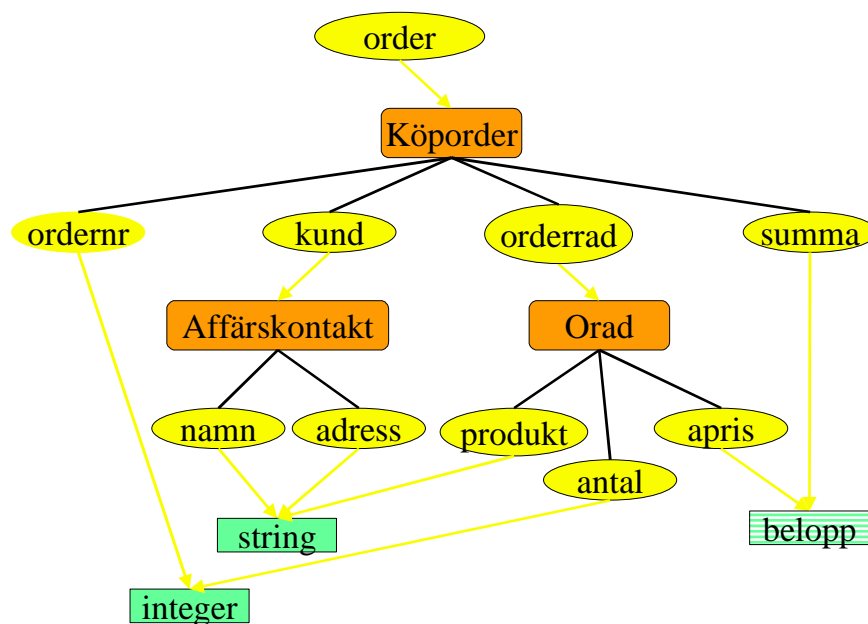 order
Köporder
ordernr
kund
orderrad
summa
Affärskontakt
Orad
namn
adress
produkt
apris
antal
string
belopp
integer